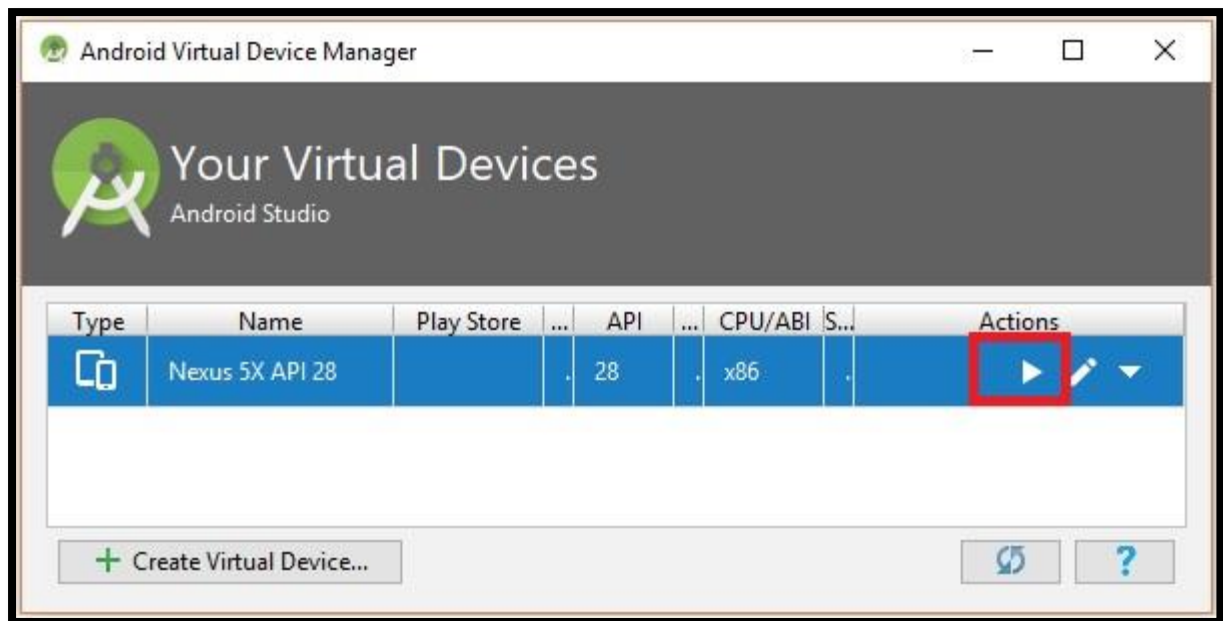 Android Virtual Device Manager
Your Virtual Devices
Android Studio
Type Name Play Store ... API ... CPU/ABI S... Actions
Nexus 5X API 28 . 28 . x86 .
+ Create Virtual Device... ?